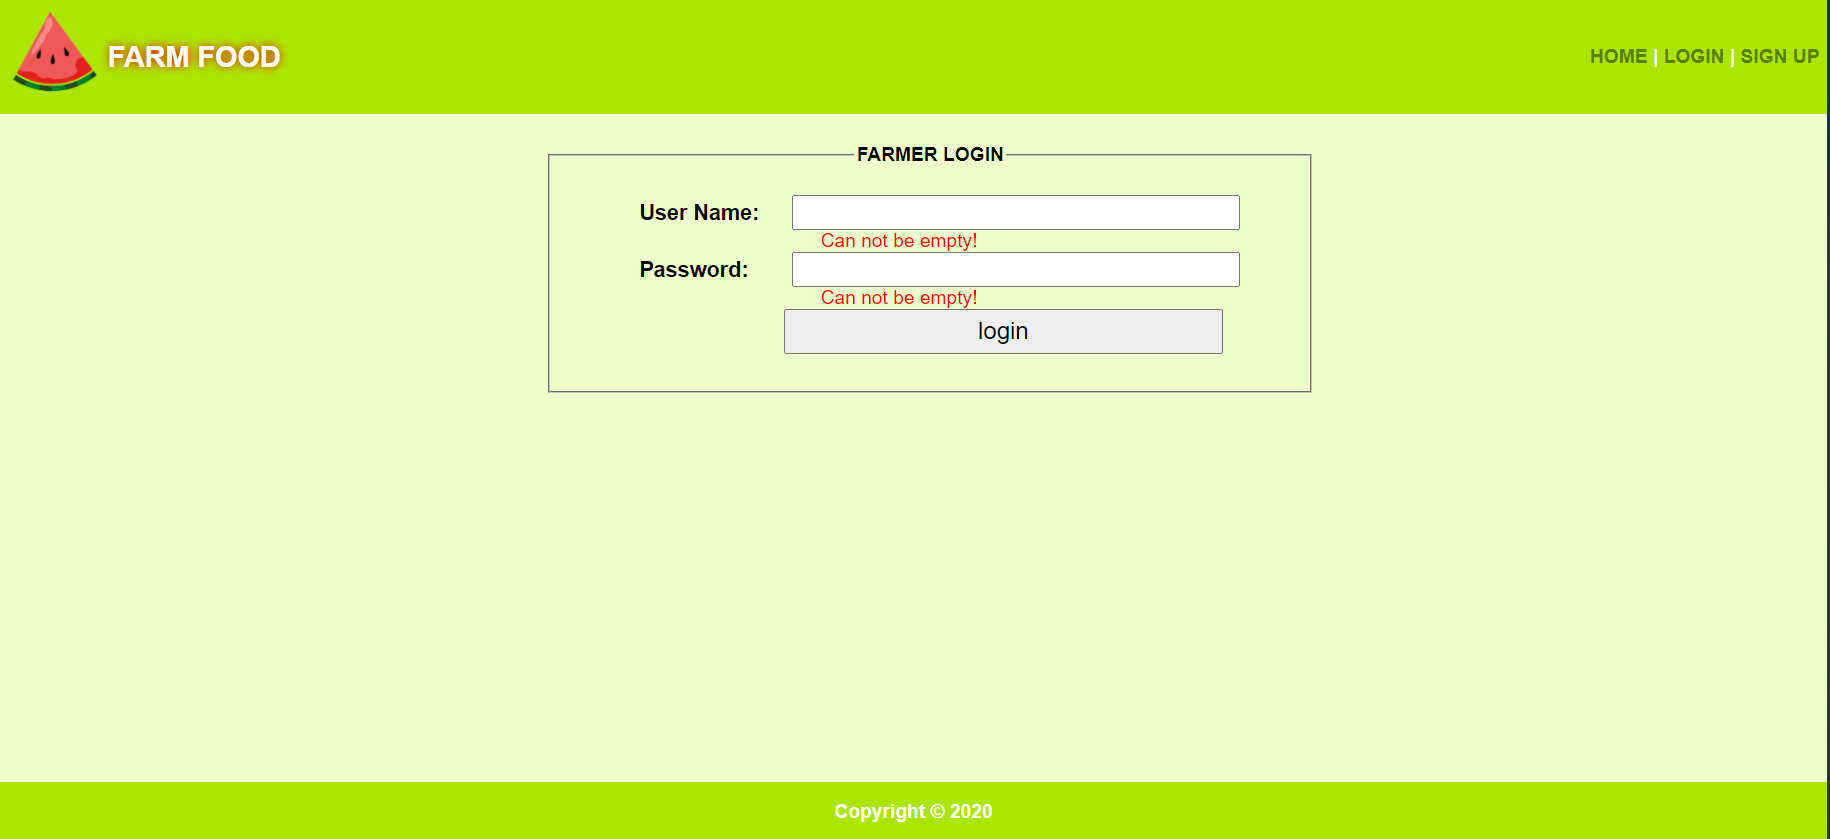 FARM FOOD
HOME | LOGIN | SIGN UP
FARMER LOGIN
User Name:
Can not be empty!
Password:
Can not be empty!
login
Copyright © 2020